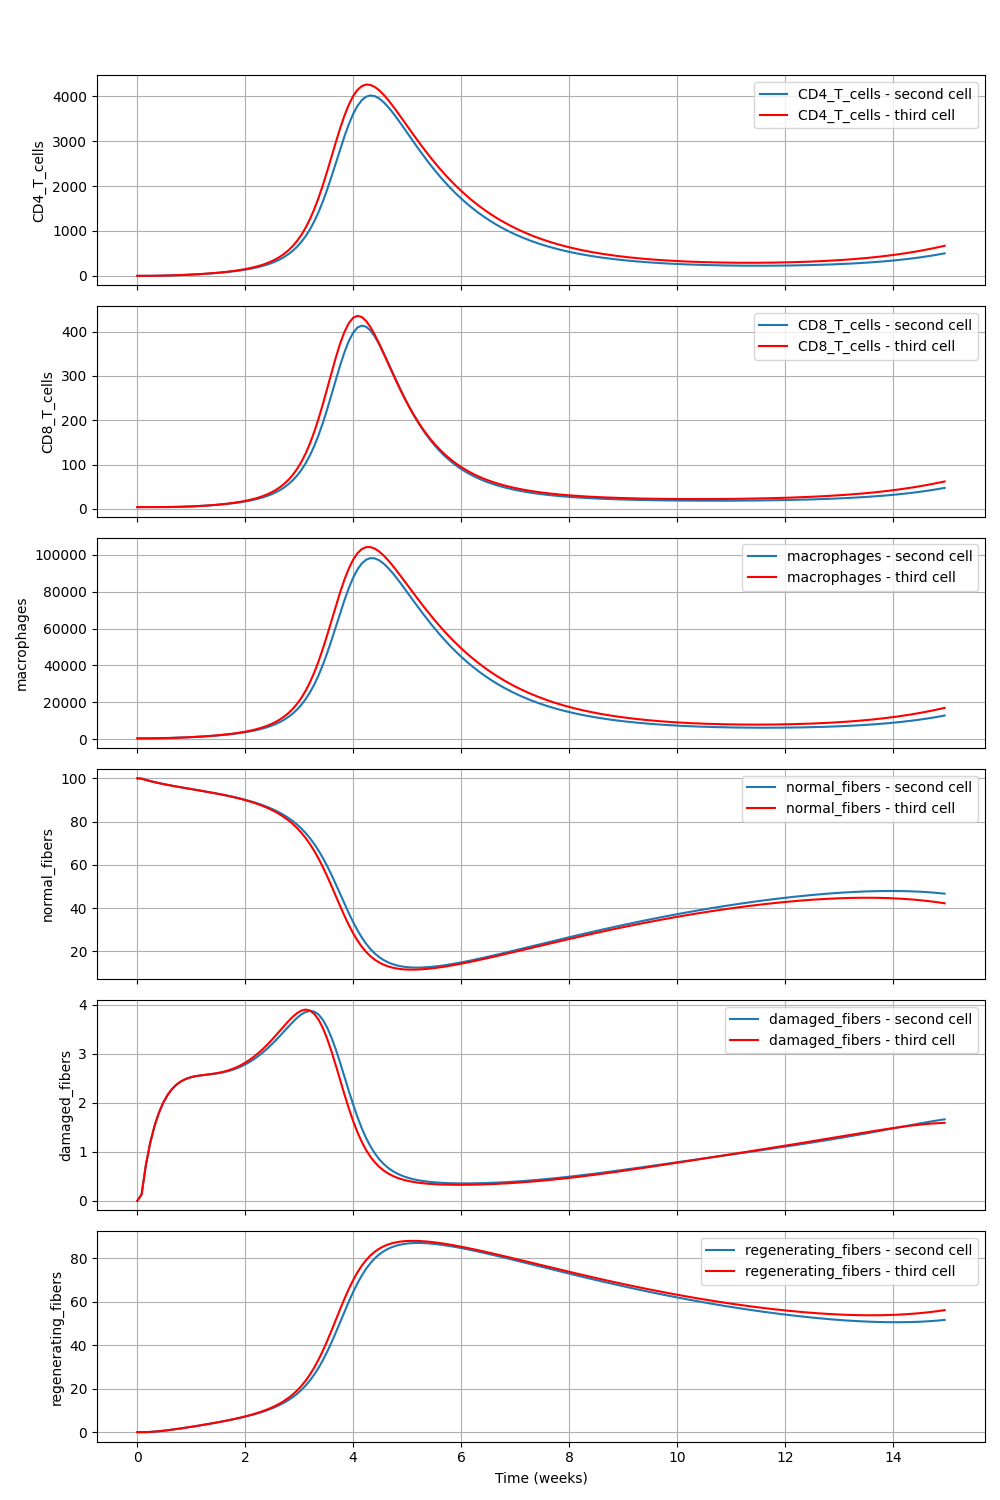 4000
3000
2000
1000
0
CD4_T_cells
CD4_T_cells - second cell
CD4_T_cells - third cell
400
300
200
100
0
CD8_T_cells
CD8_T_cells - second cell
CD8_T_cells - third cell
100000
80000
60000
40000
20000
0
macrophages
macrophages - second cell
macrophages - third cell
100
80
60
40
20
normal_fibers
normal_fibers - second cell
normal_fibers - third cell
4
3
2
1
0
damaged_fibers
damaged_fibers - second cell
damaged_fibers - third cell
80
60
40
20
0
regenerating_fibers
regenerating_fibers - second cell
regenerating_fibers - third cell
0 2 4 6 8 10 12 14
Time (weeks)